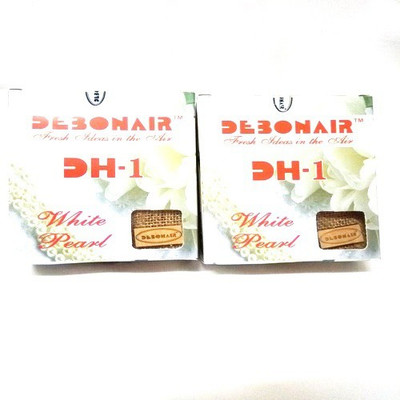 DEBONAIR™
Fresh Ideas in the Air
DH-1
White
Pearl
DEBONAIR
DEBONAIR™
Fresh Ideas in the Air
DH-1
White
Pearl
DEBONAIR